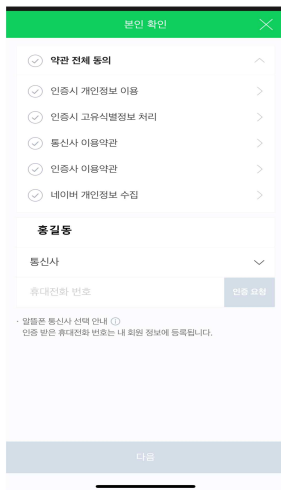 본인 확인
약관 전체 동의
인증시 개인정보 이용
인증시 고유식별정보 처리
통신사 이용약관
인증사 이용약관
네이버 개인정보 수집
홍길동
통신사
휴대전화 번호
인증 요청
· 알뜰폰 통신사 선택 안내 ⓘ
인증 받은 휴대전화 번호는 내 회원 정보에 등록됩니다.
다음